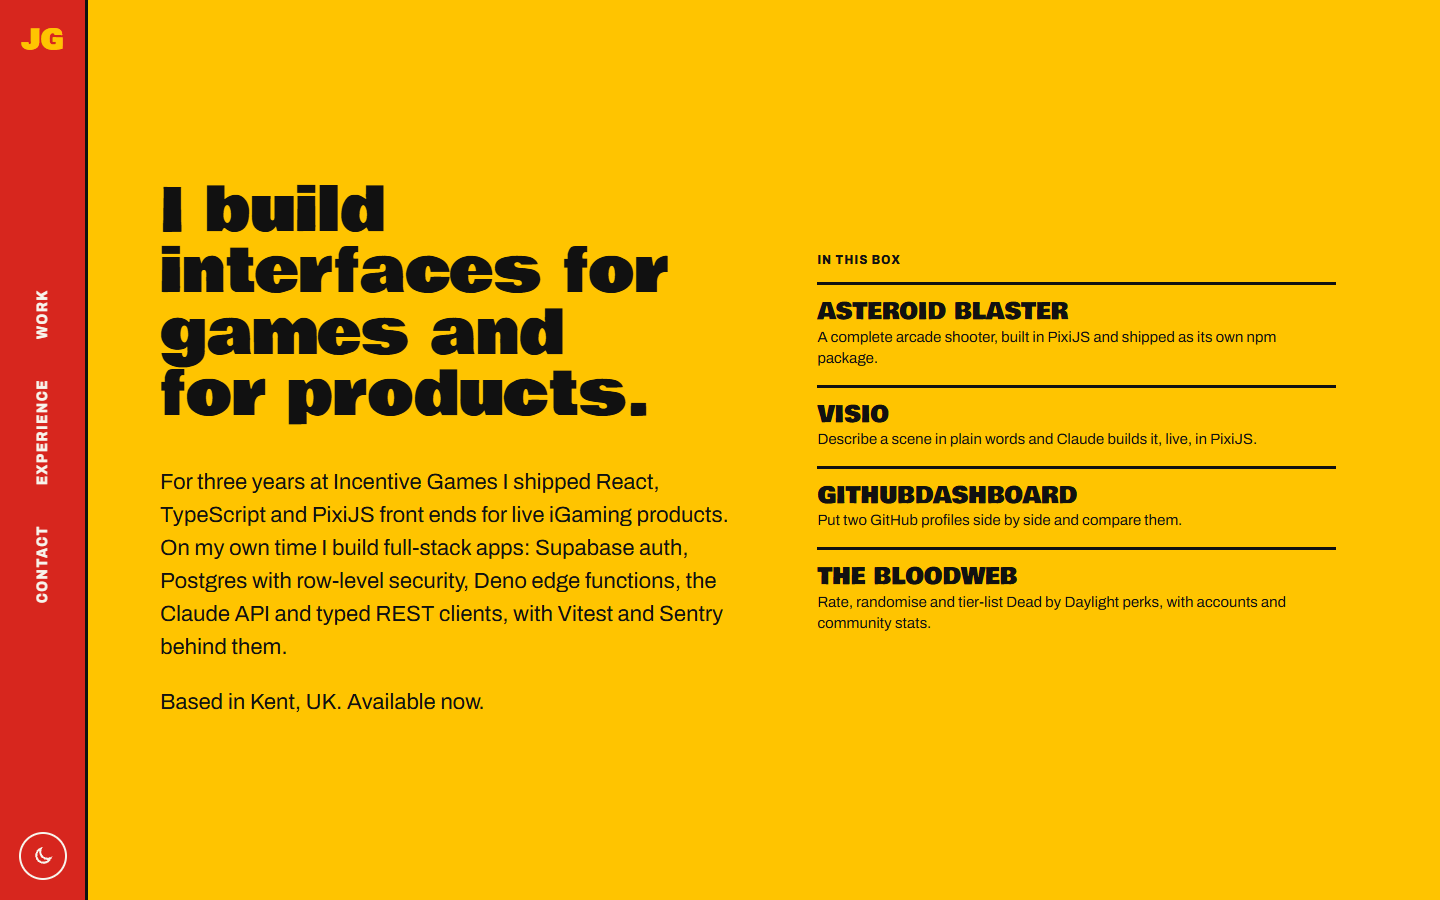 JG
WORK
EXPERIENCE
CONTACT
I build
interfaces for
games and
for products.
For three years at Incentive Games I shipped React,
TypeScript and PixiJS front ends for live iGaming products.
On my own time I build full-stack apps: Supabase auth,
Postgres with row-level security, Deno edge functions, the
Claude API and typed REST clients, with Vitest and Sentry
behind them.
Based in Kent, UK. Available now.
IN THIS BOX
ASTEROID BLASTER
A complete arcade shooter, built in PixiJS and shipped as its own npm
package.
VISIO
Describe a scene in plain words and Claude builds it, live, in PixiJS.
GITHUBDASHBOARD
Put two GitHub profiles side by side and compare them.
THE BLOODWEB
Rate, randomise and tier-list Dead by Daylight perks, with accounts and
community stats.